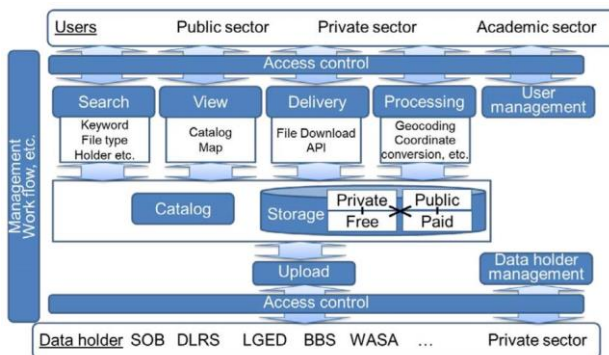 Users Public sector Private sector Academic sector
Access control
Search View Delivery Processing User management
Keyword
File type
Holder etc.
Catalog
Map
File Download
API
Geocoding
Coordinate
conversion, etc.
Management
Workflow, etc.
Catalog
Storage
Private Public
Free Paid
Upload
Data holder
management
Access control
Data holder SOB DLRS LGED BBS WASA … Private sector